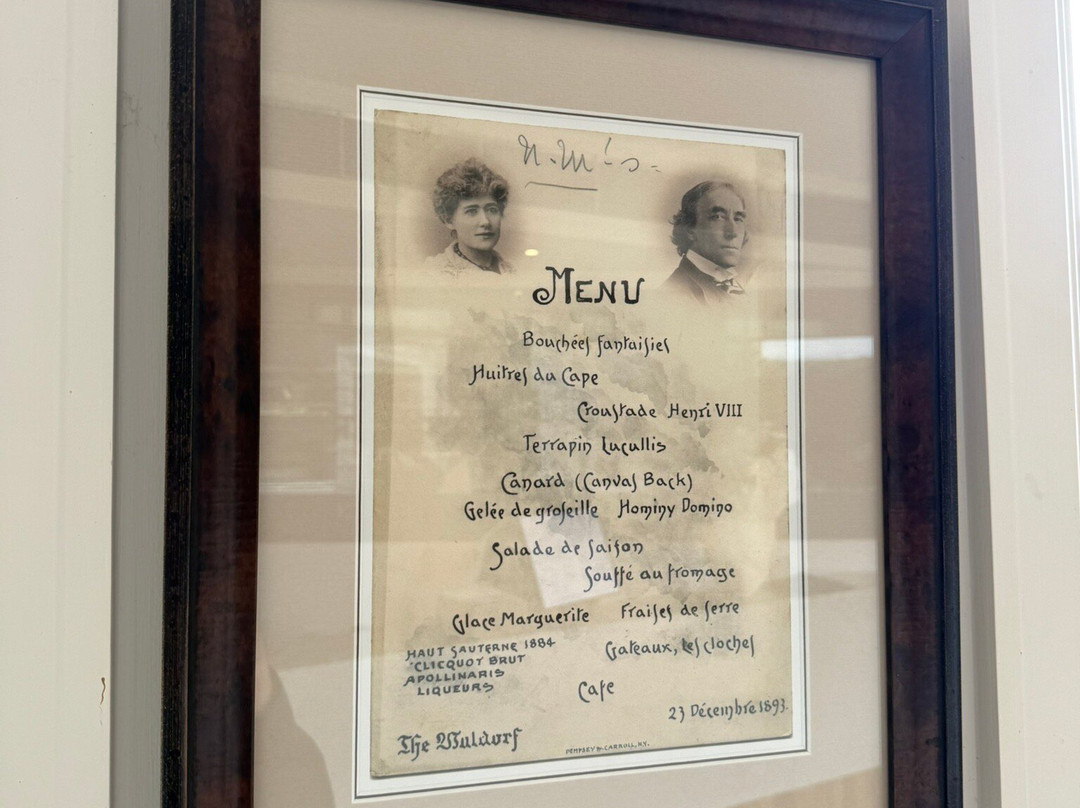 MENU
Bouchées fantaisies
Huitres du Cape
Croustade Henri VIII
Terrapin Lucullis
Canard (Canvas Back)
Gelée de groseille Hominy Domino
Salade de saison
Souffé au fromage
Glace Marguerite Fraises de serre
HAUT SAUTERNE 1884
CLICQUOT BRUT
APOLLINARIS
LIQUEURS
Gateaux, les cloches
Cafe
23 Décembre 1893.
The Waldorf
DEMPSEY & CARROLL, N.Y.